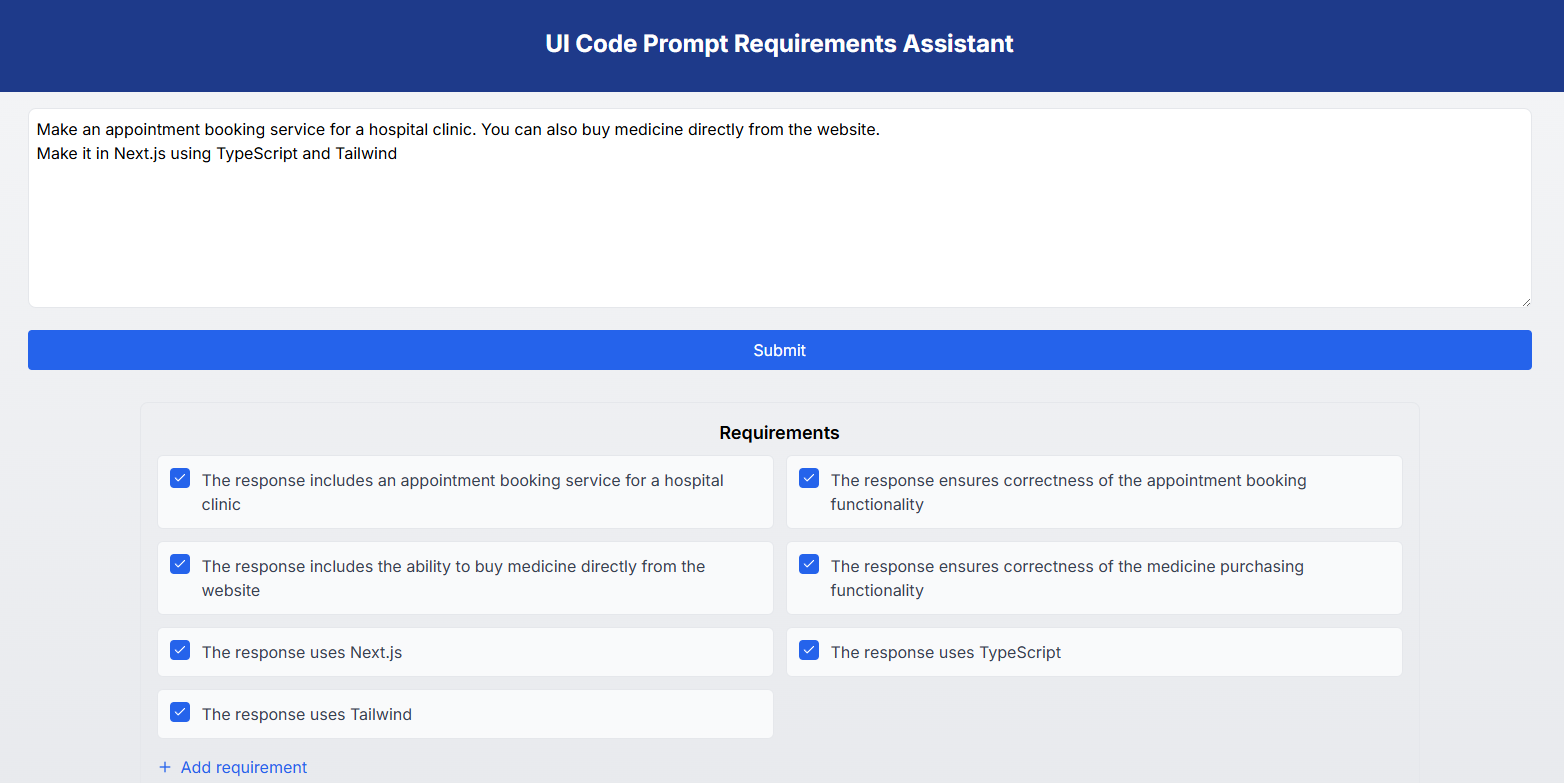 UI Code Prompt Requirements Assistant
Make an appointment booking service for a hospital clinic. You can also buy medicine directly from the website.
Make it in Next.js using TypeScript and Tailwind
Submit
Requirements
The response includes an appointment booking service for a hospital
clinic
The response ensures correctness of the appointment booking
functionality
The response includes the ability to buy medicine directly from the
website
The response ensures correctness of the medicine purchasing
functionality
The response uses Next.js
The response uses TypeScript
The response uses Tailwind
+ Add requirement